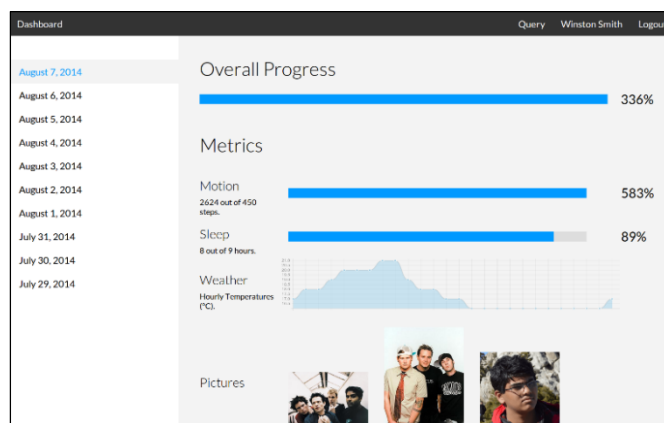 Dashboard
Query
Winston Smith
Logout
August 7, 2014
August 6, 2014
August 5, 2014
August 4, 2014
August 3, 2014
August 2, 2014
August 1, 2014
July 31, 2014
July 30, 2014
July 29, 2014
Overall Progress
336%
Metrics
Motion
2624 out of 450
steps.
583%
Sleep
8 out of 9 hours.
89%
Weather
Hourly Temperatures
(°C).
Pictures